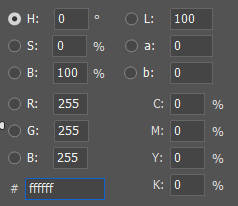 H: 0 ° L: 100
S: 0 % a: 0
B: 100 % b: 0
R: 255 C: 0 %
G: 255 M: 0 %
B: 255 Y: 0 %
# ffffff K: 0 %